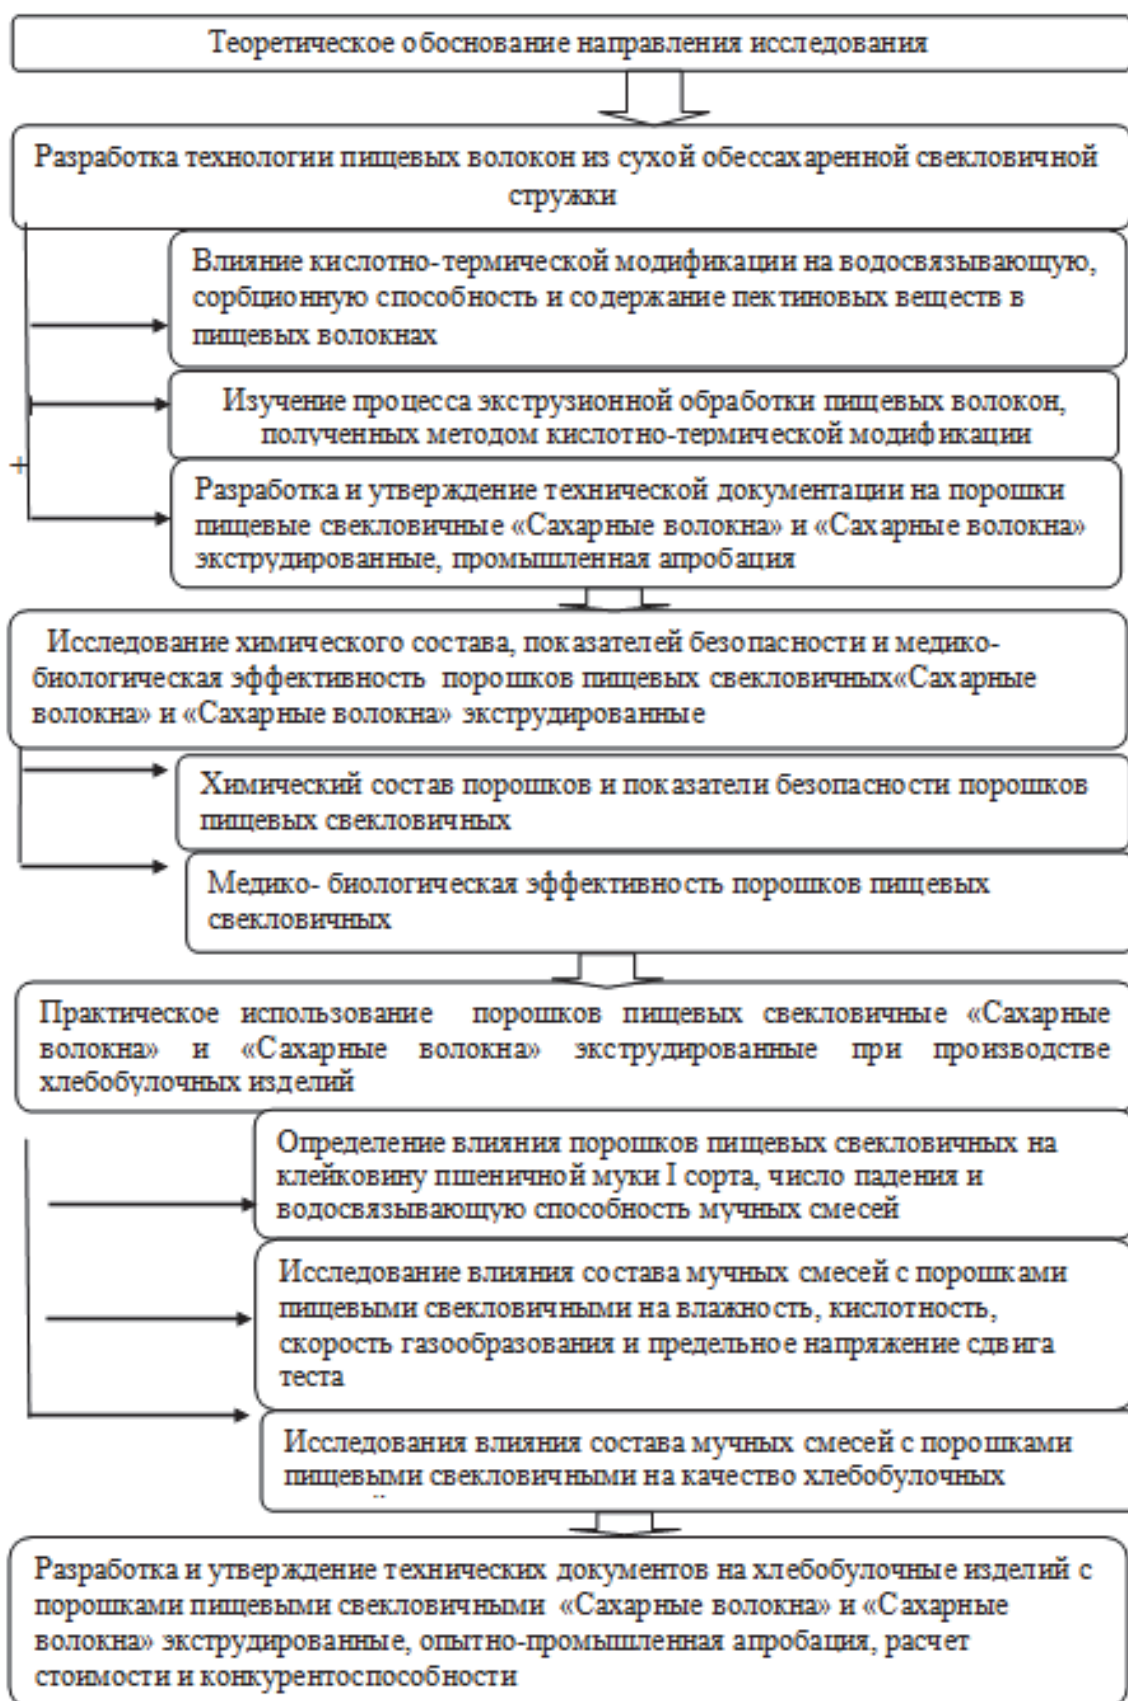 Теоретическое обоснование направления исследования
Разработка технологии пищевых волокон из сухой обессахаренной свекловичной
стружки
Влияние кислотно-термической модификации на водосвязывающую,
сорбционную способность и содержание пектиновых веществ в
пищевых волокнах
Изучение процесса экструзионной обработки пищевых волокон,
полученных методом кислотно-термической модификации
+
Разработка и утверждение технической документации на порошки
пищевые свекловичные «Сахарные волокна» и «Сахарные волокна»
экструдированные, промышленная апробация
Исследование химического состава, показателей безопасности и медико-
биологическая эффективность порошков пищевых свекловичных«Сахарные
волокна» и «Сахарные волокна» экструдированные
Химический состав порошков и показатели безопасности порошков
пищевых свекловичных
Медико- биологическая эффективность порошков пищевых
свекловичных
Практическое использование порошков пищевых свекловичные «Сахарные
волокна» и «Сахарные волокна» экструдированные при производстве
хлебобулочных изделий
Определение влияния порошков пищевых свекловичных на
клейковину пшеничной муки I сорта, число падения и
водосвязывающую способность мучных смесей
Исследование влияния состава мучных смесей с порошками
пищевыми свекловичными на влажность, кислотность,
скорость газообразования и предельное напряжение сдвига
теста
Исследования влияния состава мучных смесей с порошками
пищевыми свекловичными на качество хлебобулочных
Разработка и утверждение технических документов на хлебобулочные изделий с
порошками пищевыми свекловичными «Сахарные волокна» и «Сахарные
волокна» экструдированные, опытно-промышленная апробация, расчет
стоимости и конкурентоспособности